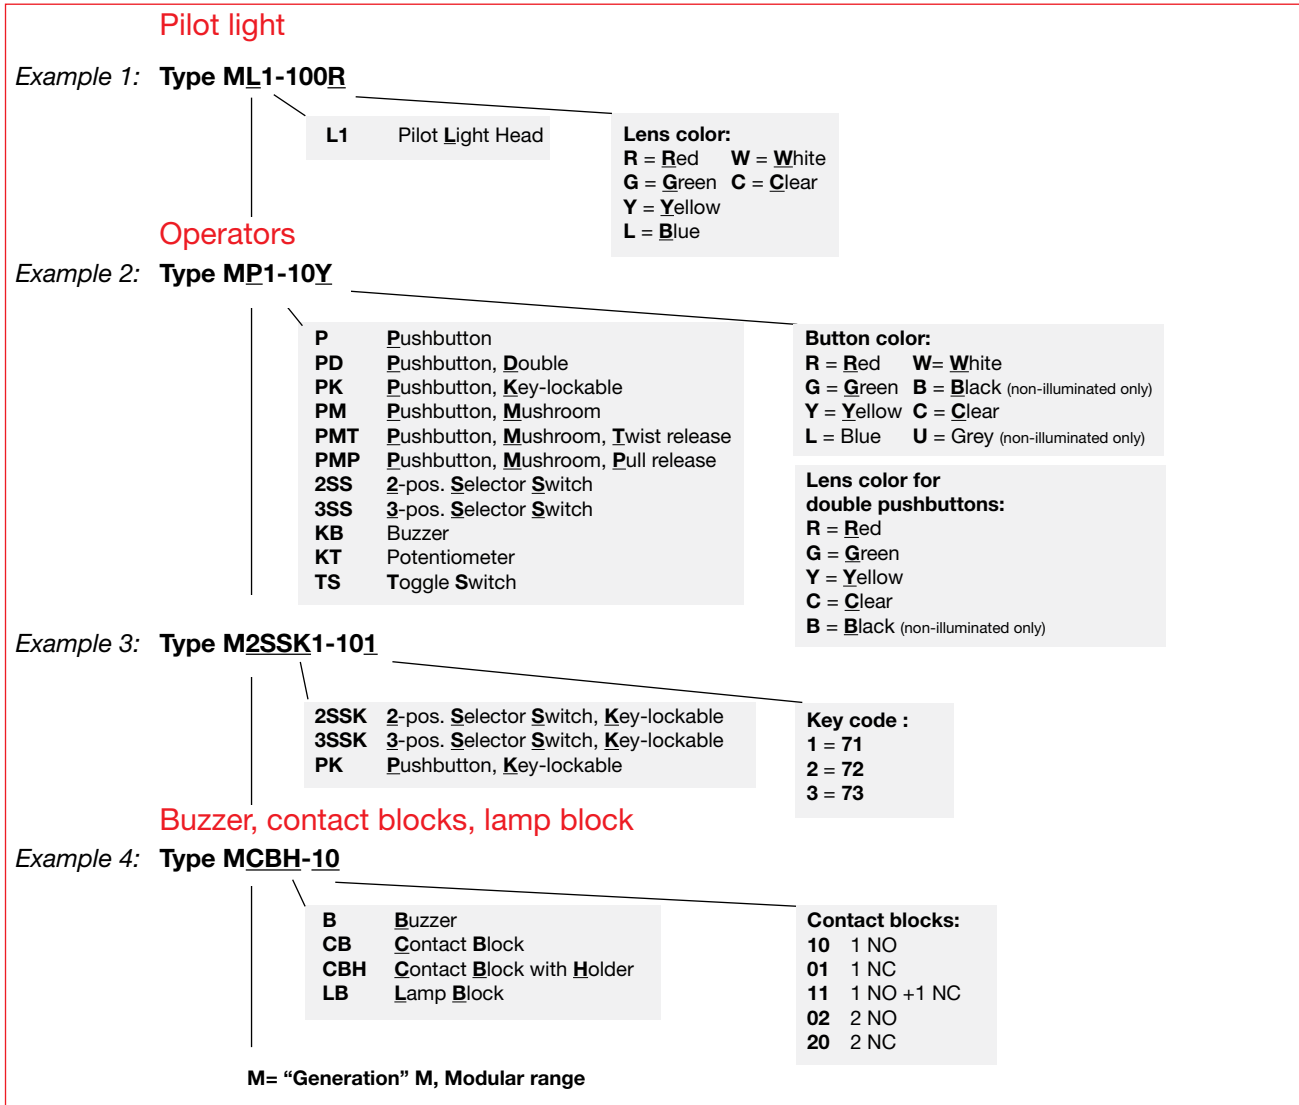 Pilot light
Example 1: Type ML1-100R
L1 Pilot Light Head
Lens color:
R = Red W = White
G = Green C = Clear
Y = Yellow
L = Blue
Operators
Example 2: Type MP1-10Y
P Pushbutton
PD Pushbutton, Double
PK Pushbutton, Key-lockable
PM Pushbutton, Mushroom
PMT Pushbutton, Mushroom, Twist release
PMP Pushbutton, Mushroom, Pull release
2SS 2-pos. Selector Switch
3SS 3-pos. Selector Switch
KB Buzzer
KT Potentiometer
TS Toggle Switch
Button color:
R = Red W= White
G = Green B = Black (non-illuminated only)
Y = Yellow C = Clear
L = Blue U = Grey (non-illuminated only)
Lens color for
double pushbuttons:
R = Red
G = Green
Y = Yellow
C = Clear
B = Black (non-illuminated only)
Example 3: Type M2SSK1-101
2SSK 2-pos. Selector Switch, Key-lockable
3SSK 3-pos. Selector Switch, Key-lockable
PK Pushbutton, Key-lockable
Key code :
1 = 71
2 = 72
3 = 73
Buzzer, contact blocks, lamp block
Example 4: Type MCBH-10
B Buzzer
CB Contact Block
CBH Contact Block with Holder
LB Lamp Block
Contact blocks:
10 1 NO
01 1 NC
11 1 NO +1 NC
02 2 NO
20 2 NC
M= “Generation” M, Modular range